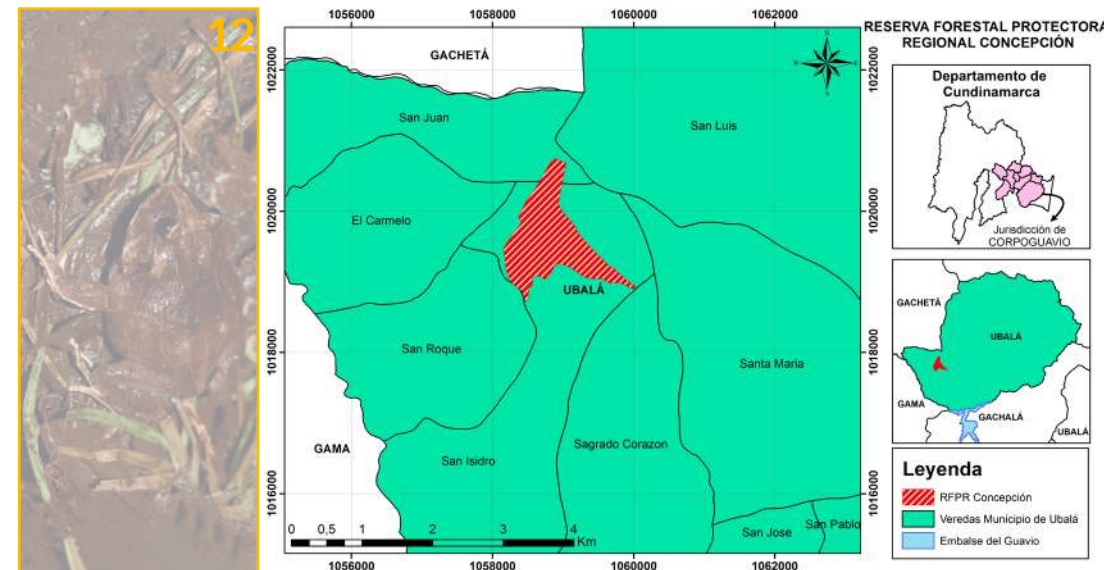 12
1056000
1058000
1060000
1062000
1022000
1020000
1018000
1016000
GACHETÁ
San Juan
San Luis
El Carmelo
UBALÁ
San Roque
Santa Maria
GAMA
Sagrado Corazon
San Isidro
San Jose
San Pablo
0 0,5 1 2 3 4
Km
1056000
1058000
1060000
1062000
1022000
1020000
1018000
1016000
RESERVA FORESTAL PROTECTORA
REGIONAL CONCEPCIÓN
Departamento de
Cundinamarca
Jurisdicción de
CORPOGUAVIO
GACHETÁ
UBALÁ
GAMA
GACHALÁ
UBALÁ
Leyenda
RFPR Concepción
Veredas Municipio de Ubalá
Embalse del Guavio